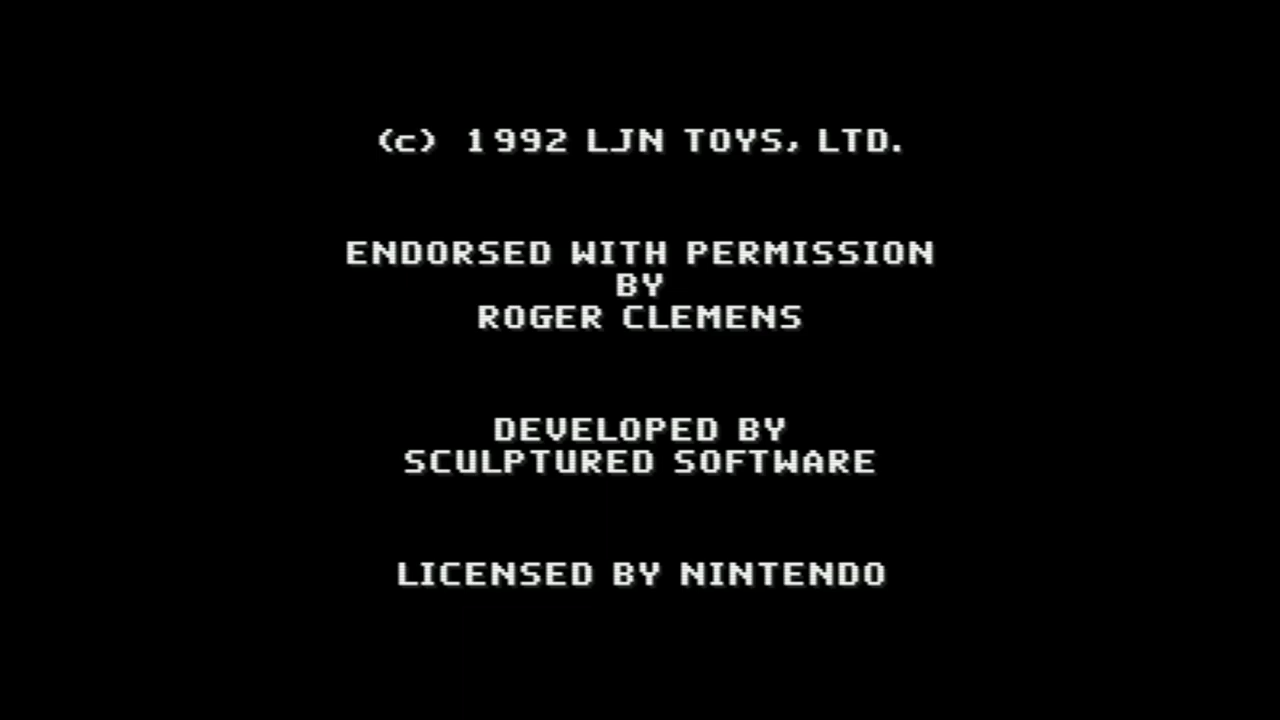 (c) 1992 LJN TOYS, LTD.
ENDORSED WITH PERMISSION
BY
ROGER CLEMENS
DEVELOPED BY
SCULPTURED SOFTWARE
LICENSED BY NINTENDO